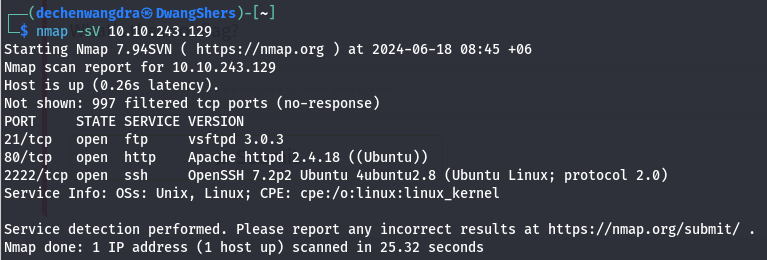 ┌──(dechenwangdra㉿DwangShers)-[~]
└─$ nmap -sV 10.10.243.129
Starting Nmap 7.94SVN ( https://nmap.org ) at 2024-06-18 08:45 +06
Nmap scan report for 10.10.243.129
Host is up (0.26s latency).
Not shown: 997 filtered tcp ports (no-response)
PORT     STATE SERVICE VERSION
21/tcp   open  ftp     vsftpd 3.0.3
80/tcp   open  http    Apache httpd 2.4.18 ((Ubuntu))
2222/tcp open  ssh     OpenSSH 7.2p2 Ubuntu 4ubuntu2.8 (Ubuntu Linux; protocol 2.0)
Service Info: OSs: Unix, Linux; CPE: cpe:/o:linux:linux_kernel
Service detection performed. Please report any incorrect results at https://nmap.org/submit/ .
Nmap done: 1 IP address (1 host up) scanned in 25.32 seconds